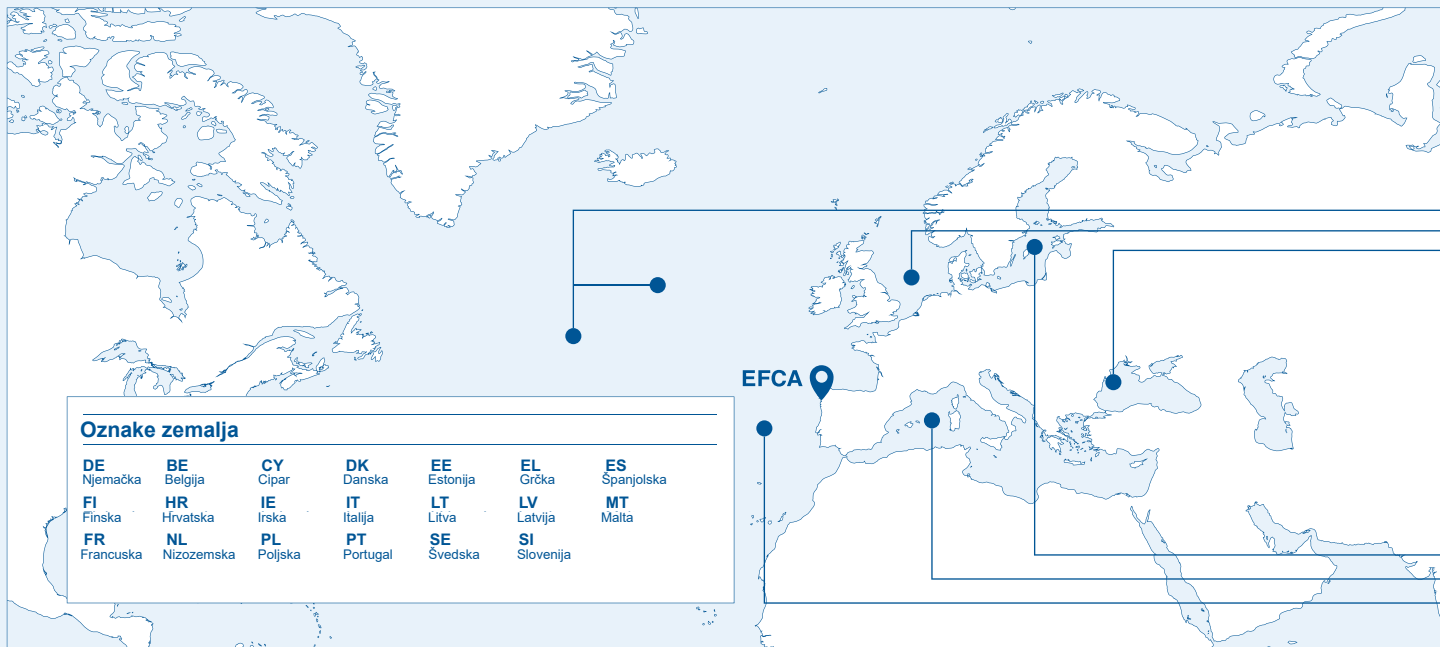 EFCA
Oznake zemalja
DE BE CY DK EE EL ES
Njemačka Belgija Cipar Danska Estonija Grčka Španjolska
FI HR IE IT LT LV MT
Finska Hrvatska Irska Italija Litva Latvija Malta
FR NL PL PT SE SI
Francuska Nizozemska Poljska Portugal Švedska Slovenija